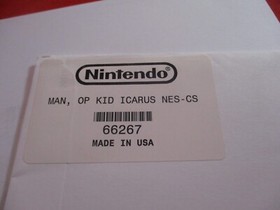 Nintendo®
MAN, OP KID ICARUS NES-CS
66267
MADE IN USA